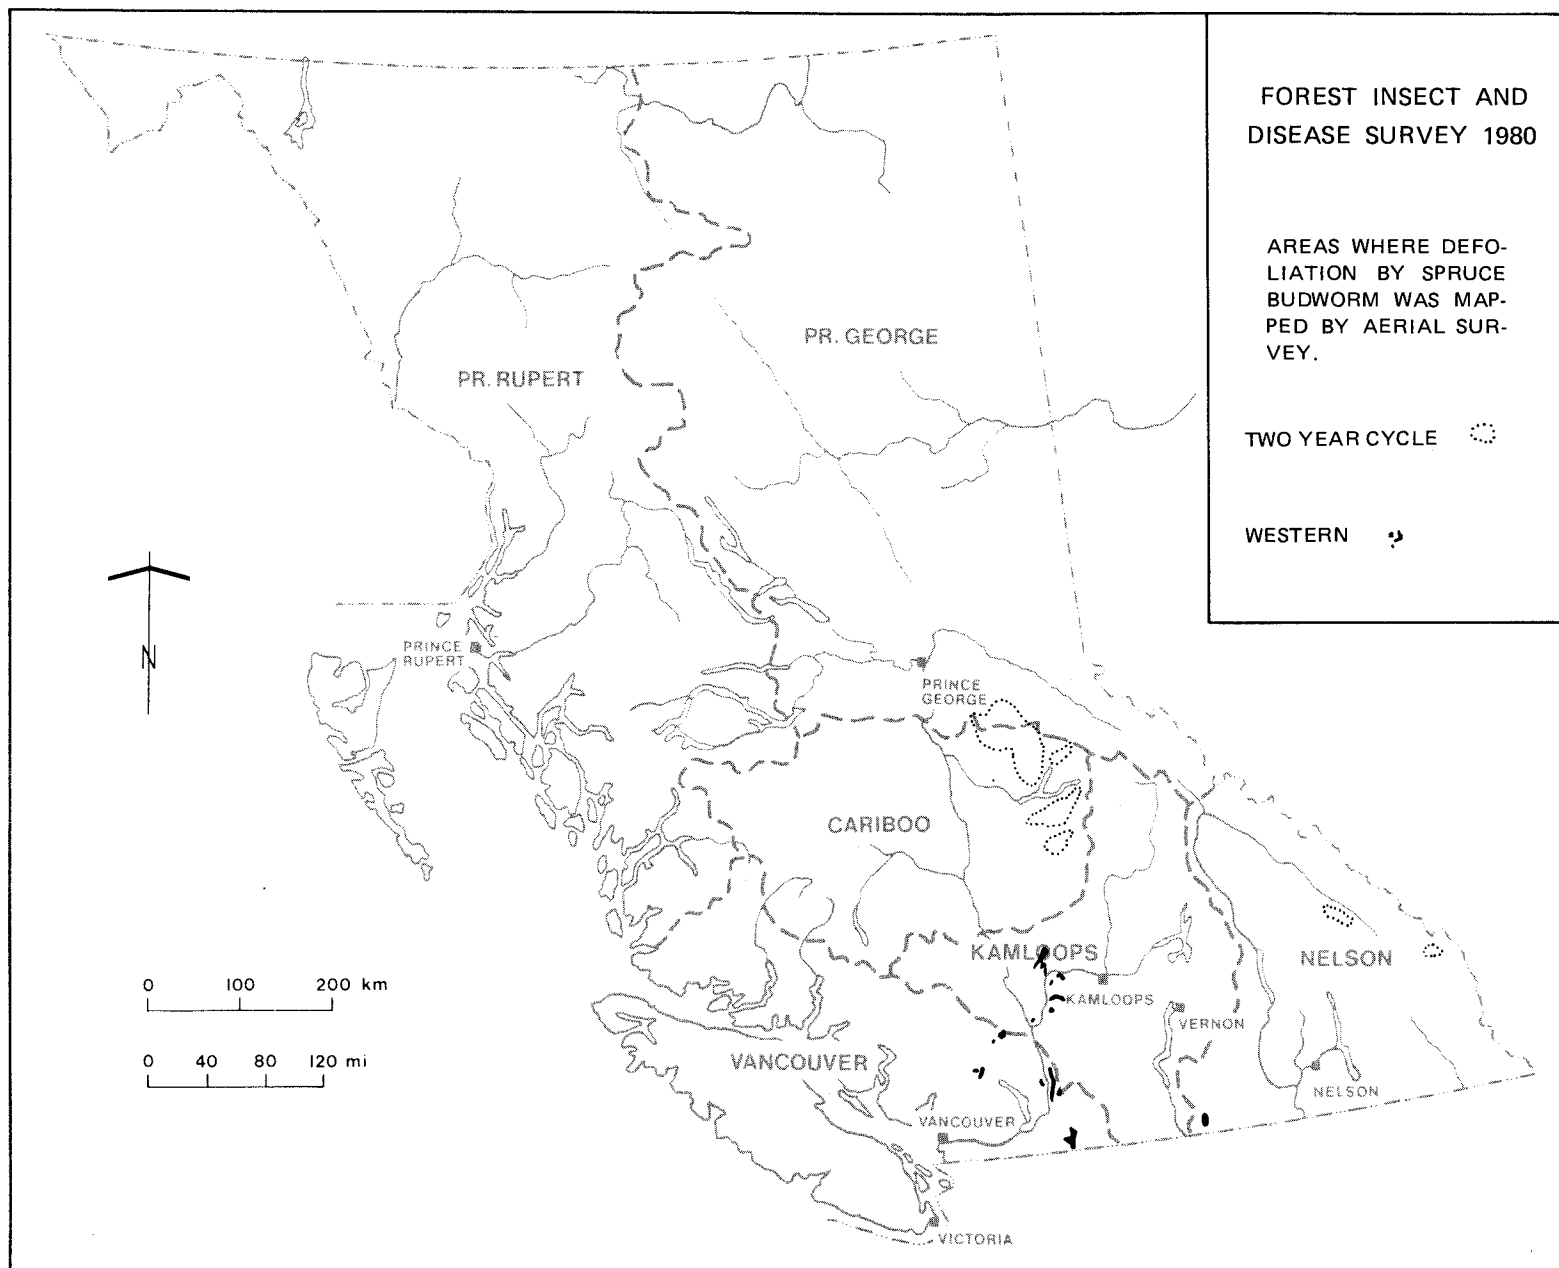 FOREST INSECT AND
DISEASE SURVEY 1980
AREAS WHERE DEFO-
LIATION BY SPRUCE
BUDWORM WAS MAP-
PED BY AERIAL SUR-
VEY.
TWO YEAR CYCLE
WESTERN
PR. GEORGE
PR. RUPERT
N
PRINCE
RUPERT
PRINCE
GEORGE
CARIBOO
KAMLOOPS
NELSON
KAMLOOPS
VERNON
0 100 200 km
0 40 80 120 mi
VANCOUVER
NELSON
VANCOUVER
VICTORIA